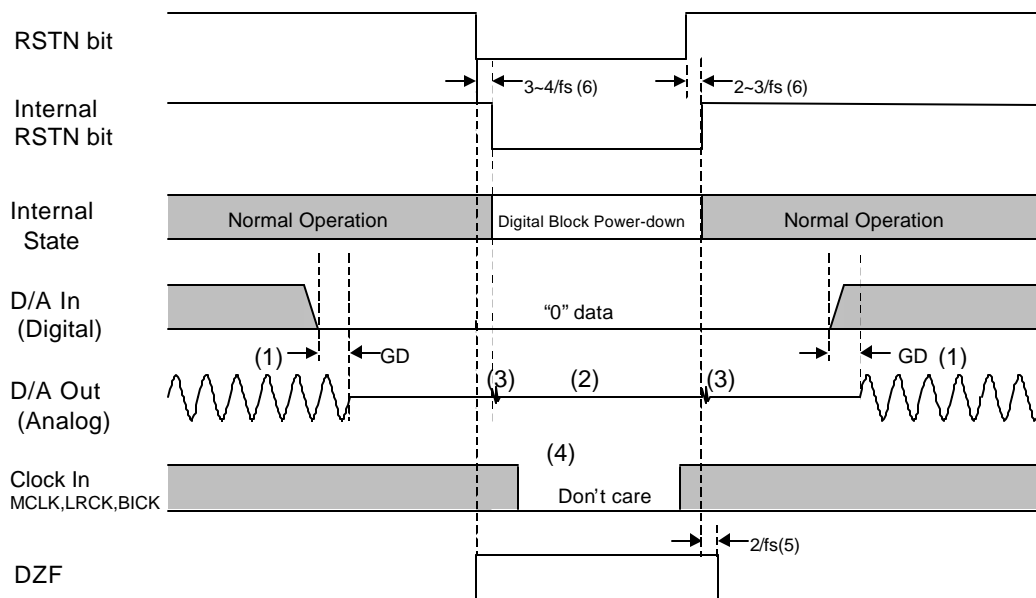 RSTN bit
3~4/fs (6)
2~3/fs (6)
Internal
RSTN bit
Internal
State
Normal Operation
Digital Block Power-down
Normal Operation
D/A In
(Digital)
“0” data
(1)
GD
GD
(1)
D/A Out
(Analog)
(3)
(2)
(3)
(4)
Clock In
MCLK,LRCK,BICK
Don’t care
2/fs(5)
DZF